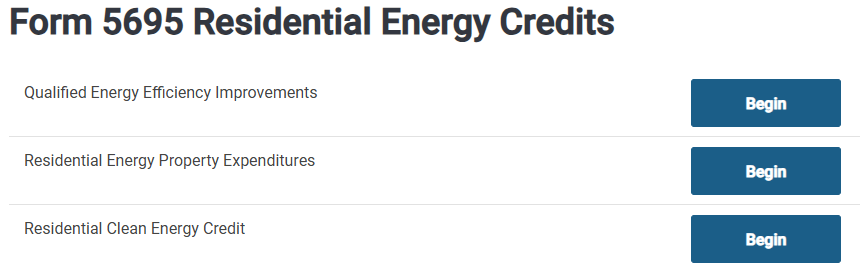 Form 5695 Residential Energy Credits
Qualified Energy Efficiency Improvements
Begin
Residential Energy Property Expenditures
Begin
Residential Clean Energy Credit
Begin